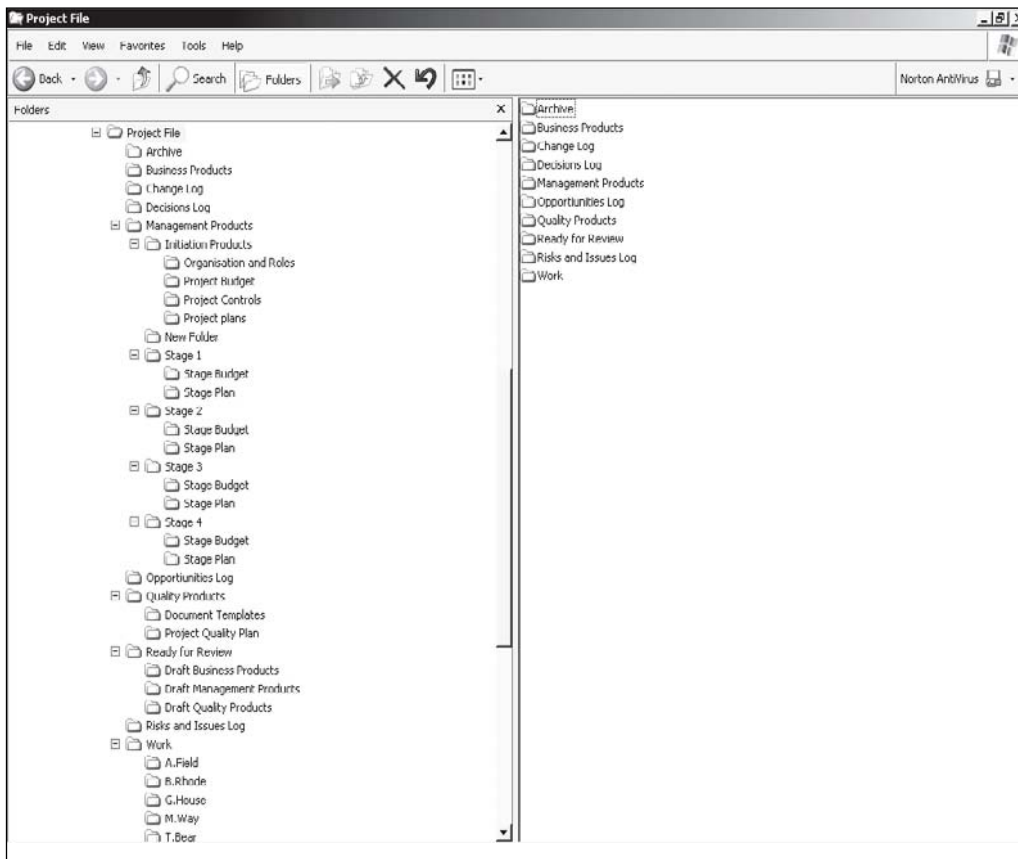 Project File
File Edit View Favorites Tools Help
Back Search Folders Norton AntiVirus
Folders
Project File
Archive
Business Products
Change Log
Decisions Log
Management Products
Initiation Products
Organisation and Roles
Project Budget
Project Controls
Project plans
New Folder
Stage 1
Stage Budget
Stage Plan
Stage 2
Stage Budget
Stage Plan
Stage 3
Stage Budget
Stage Plan
Stage 4
Stage Budget
Stage Plan
Opportiunities Log
Quality Products
Document Templates
Project Quality Plan
Ready for Review
Draft Business Products
Draft Management Products
Draft Quality Products
Risks and Issues Log
Work
A.Field
B.Rhode
G.House
M.Way
T.Bear
Archive
Business Products
Change Log
Decisions Log
Management Products
Opportiunities Log
Quality Products
Ready for Review
Risks and Issues Log
Work